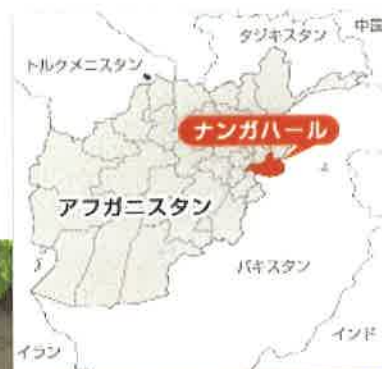 中国
タジキスタン
トルクメニスタン
ナンガハール
アフガニスタン
パキスタン
イラン
インド